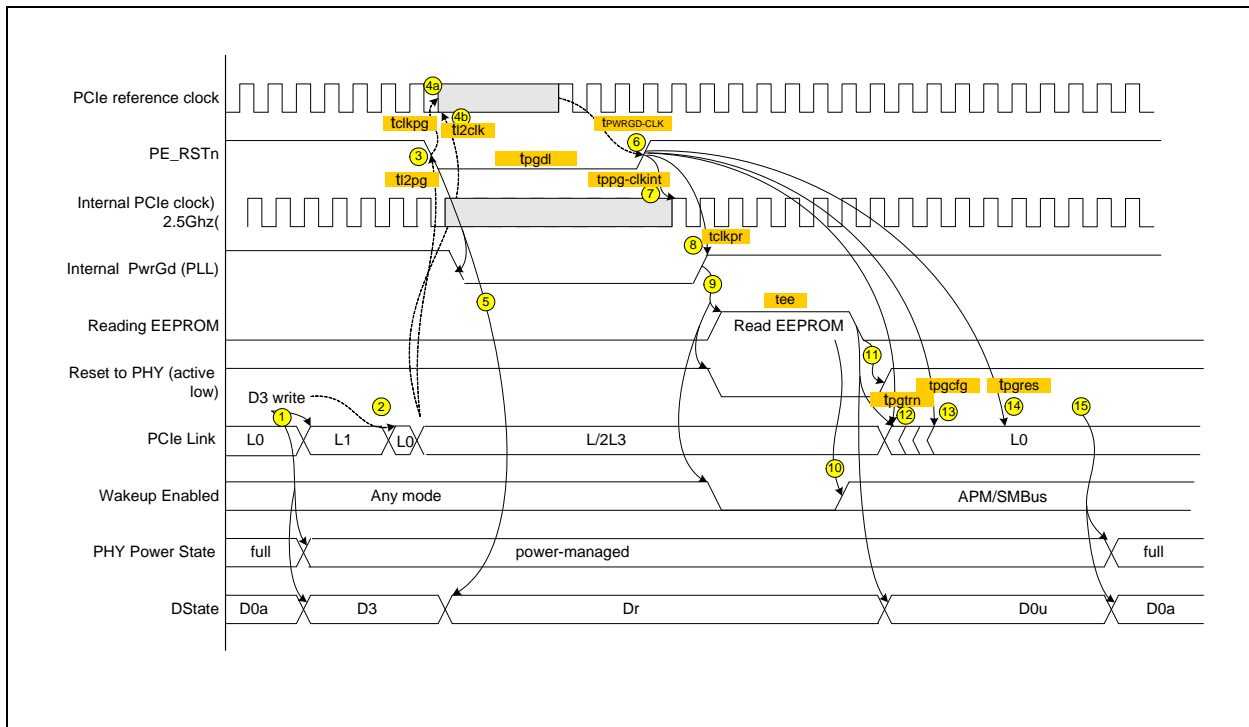 PCIe reference clock
4a
4b
tclkpg
tl2clk
tPWRGD-CLK
PE_RSTn
3
6
tpgdl
tl2pg
tppg-clkint
7
Internal PCIe clock)
2.5Ghz(
8
tclkpr
Internal PwrGd (PLL)
9
5
tee
Reading EEPROM
Read EEPROM
11
Reset to PHY (active
low)
tpgcfg
tpgres
D3 write
tpgtrn
1
2
12
13
14
15
PCIe Link
L0
L1
L0
L/2L3
L0
10
Wakeup Enabled
Any mode
APM/SMBus
PHY Power State
full
power-managed
full
DState
D0a
D3
Dr
D0u
D0a